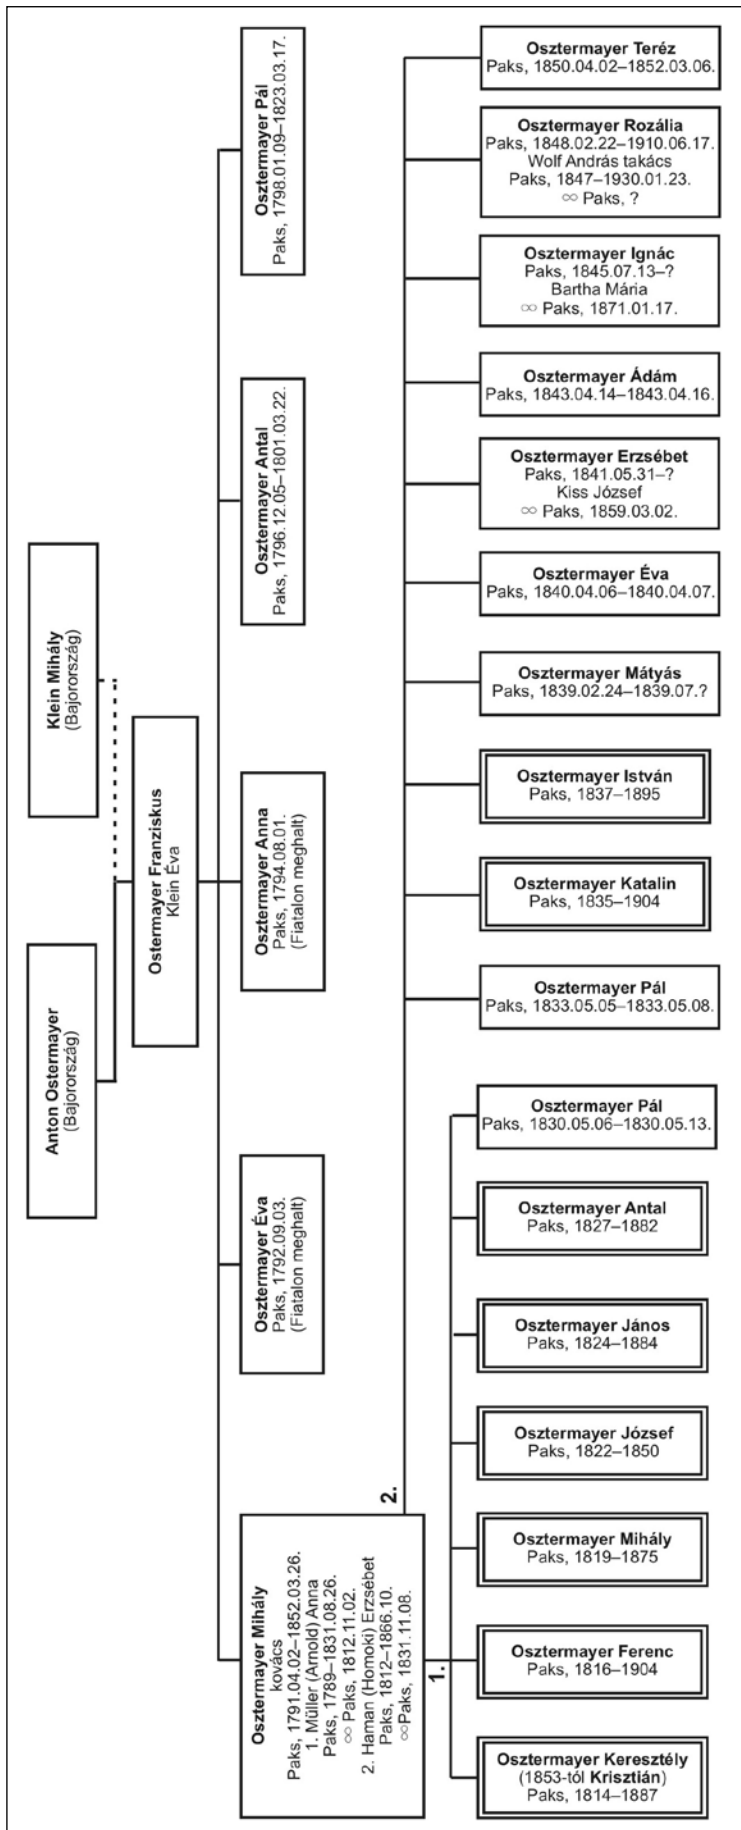 Anton Ostermayer
(Bajorország)
Klein Mihály
(Bajorország)
Ostermayer Franziskus
Klein Éva
Osztermayer Mihály
kovács
Paks, 1791.04.02–1852.03.26.
1. Müller (Arnold) Anna
Paks, 1789–1831.08.26.
∞ Paks, 1812.11.02.
2. Haman (Homoki) Erzsébet
Paks, 1812–1866.10.
∞Paks, 1831.11.08.
Osztermayer Éva
Paks, 1792.09.03.
(Fiatalon meghalt)
Osztermayer Anna
Paks, 1794.08.01.
(Fiatalon meghalt)
Osztermayer Antal
Paks, 1796.12.05–1801.03.22.
Osztermayer Pál
Paks, 1798.01.09–1823.03.17.
2.
Osztermayer Teréz
Paks, 1850.04.02–1852.03.06.
Osztermayer Rozália
Paks, 1848.02.22–1910.06.17.
Wolf András takács
Paks, 1847–1930.01.23.
∞ Paks, ?
Osztermayer Ignác
Paks, 1845.07.13–?
Bartha Mária
∞ Paks, 1871.01.17.
Osztermayer Ádám
Paks, 1843.04.14–1843.04.16.
Osztermayer Erzsébet
Paks, 1841.05.31–?
Kiss József
∞ Paks, 1859.03.02.
Osztermayer Éva
Paks, 1840.04.06–1840.04.07.
Osztermayer Mátyás
Paks, 1839.02.24–1839.07.?
Osztermayer István
Paks, 1837–1895
Osztermayer Katalin
Paks, 1835–1904
Osztermayer Pál
Paks, 1833.05.05–1833.05.08.
1.
Osztermayer Pál
Paks, 1830.05.06–1830.05.13.
Osztermayer Antal
Paks, 1827–1882
Osztermayer János
Paks, 1824–1884
Osztermayer József
Paks, 1822–1850
Osztermayer Mihály
Paks, 1819–1875
Osztermayer Ferenc
Paks, 1816–1904
Osztermayer Keresztély
(1853-tól Krisztián)
Paks, 1814–1887